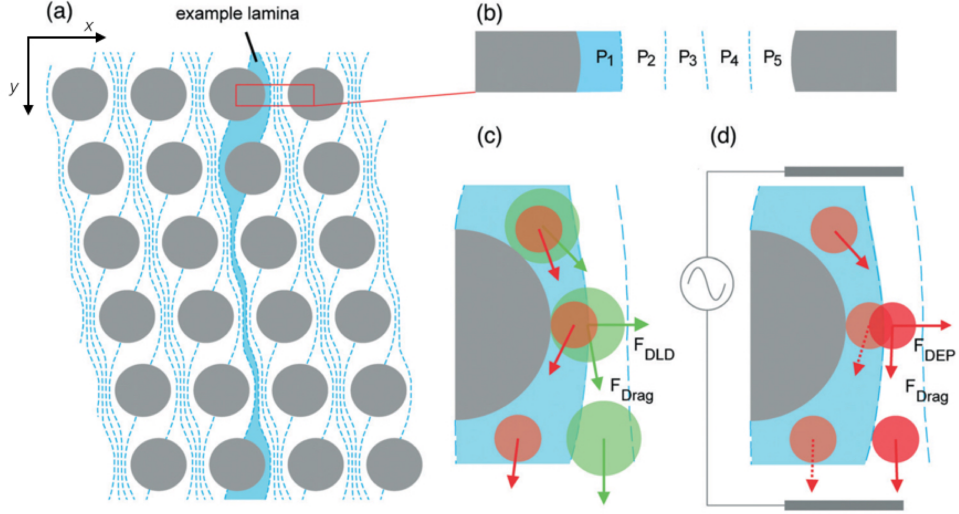 (a)
example lamina
x
y
(b)
P1 P2 P3 P4 P5
(c)
FDLD
FDrag
(d)
FDEP
FDrag